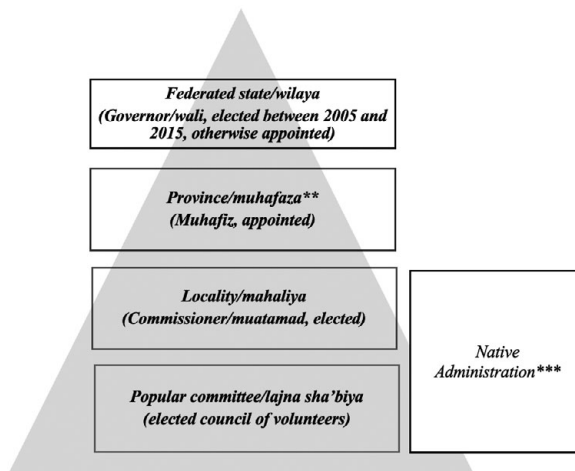 Federated state/wilaya
(Governor/wali, elected between 2005 and
2015, otherwise appointed)
Province/muhafaza**
(Muhafiz, appointed)
Locality/mahaliya
(Commissioner/muatamad, elected)
Popular committee/lajna sha'biya
(elected council of volunteers)
Native
Administration***